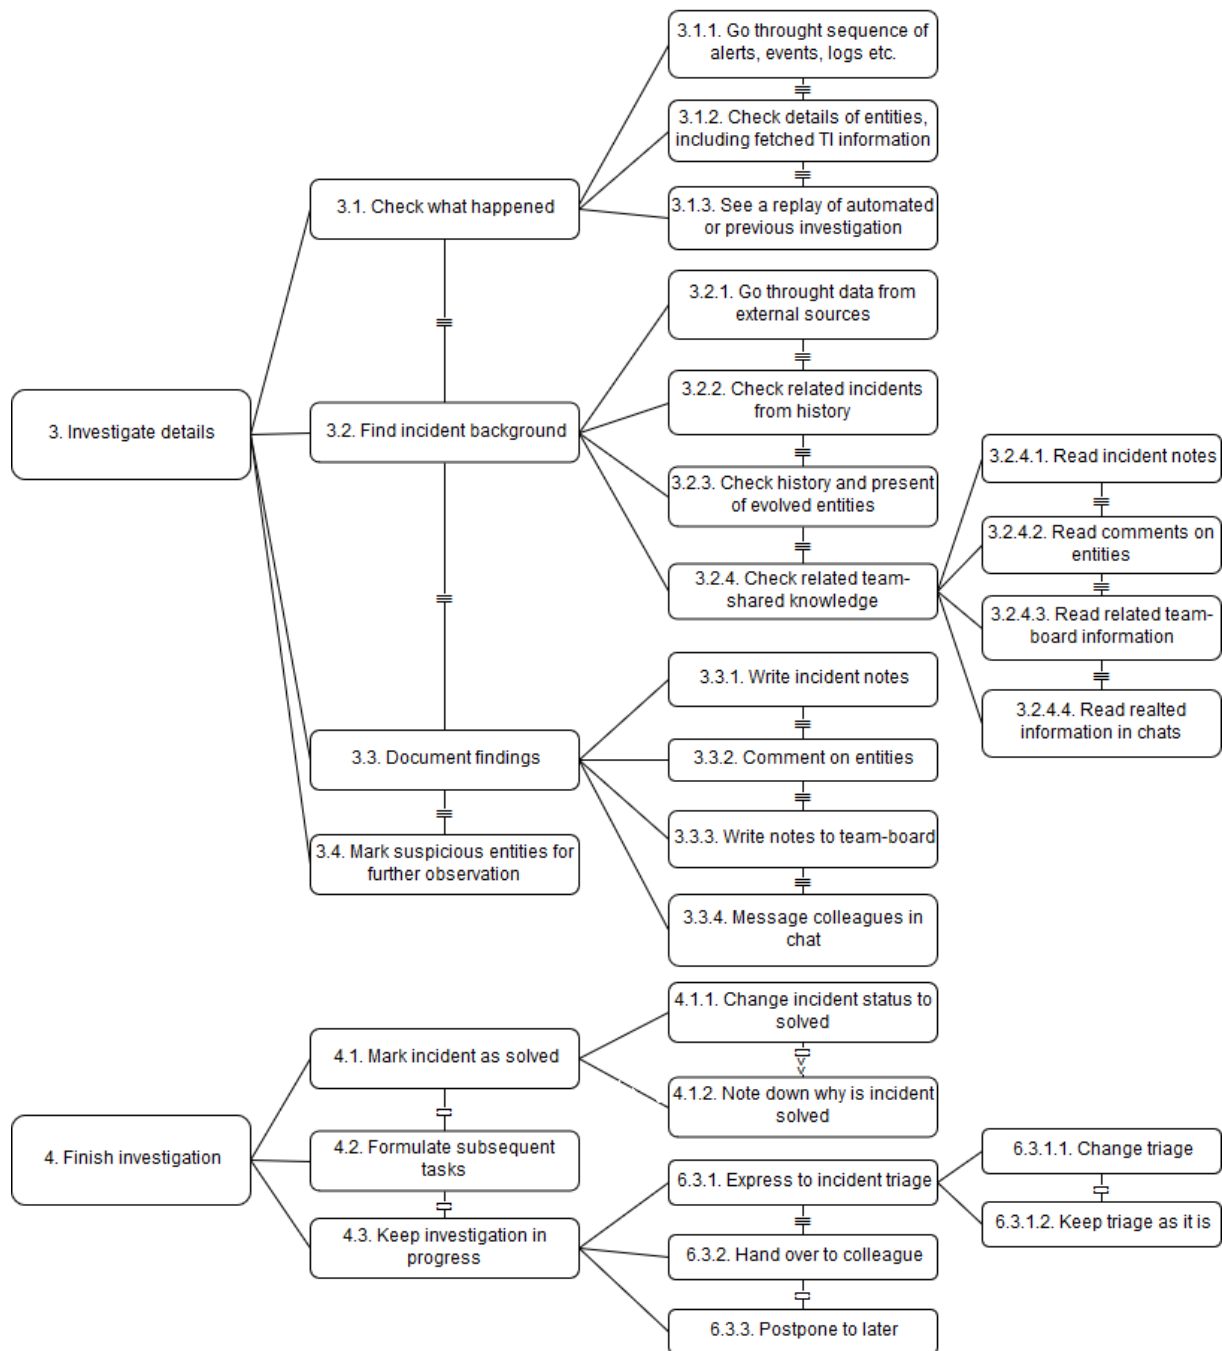 3. Investigate details
3.1. Check what happened
3.1.1. Go throught sequence of
alerts, events, logs etc.
3.1.2. Check details of entities,
including fetched TI information
3.1.3. See a replay of automated
or previous investigation
3.2. Find incident background
3.2.1. Go throught data from
external sources
3.2.2. Check related incidents
from history
3.2.3. Check history and present
of evolved entities
3.2.4. Check related team-
shared knowledge
3.2.4.1. Read incident notes
3.2.4.2. Read comments on
entities
3.2.4.3. Read related team-
board information
3.2.4.4. Read realted
information in chats
3.3. Document findings
3.3.1. Write incident notes
3.3.2. Comment on entities
3.3.3. Write notes to team-board
3.3.4. Message colleagues in
chat
3.4. Mark suspicious entities for
further observation
4. Finish investigation
4.1. Mark incident as solved
4.1.1. Change incident status to
solved
4.1.2. Note down why is incident
solved
4.2. Formulate subsequent
tasks
4.3. Keep investigation in
progress
6.3.1. Express to incident triage
6.3.1.1. Change triage
6.3.1.2. Keep triage as it is
6.3.2. Hand over to colleague
6.3.3. Postpone to later